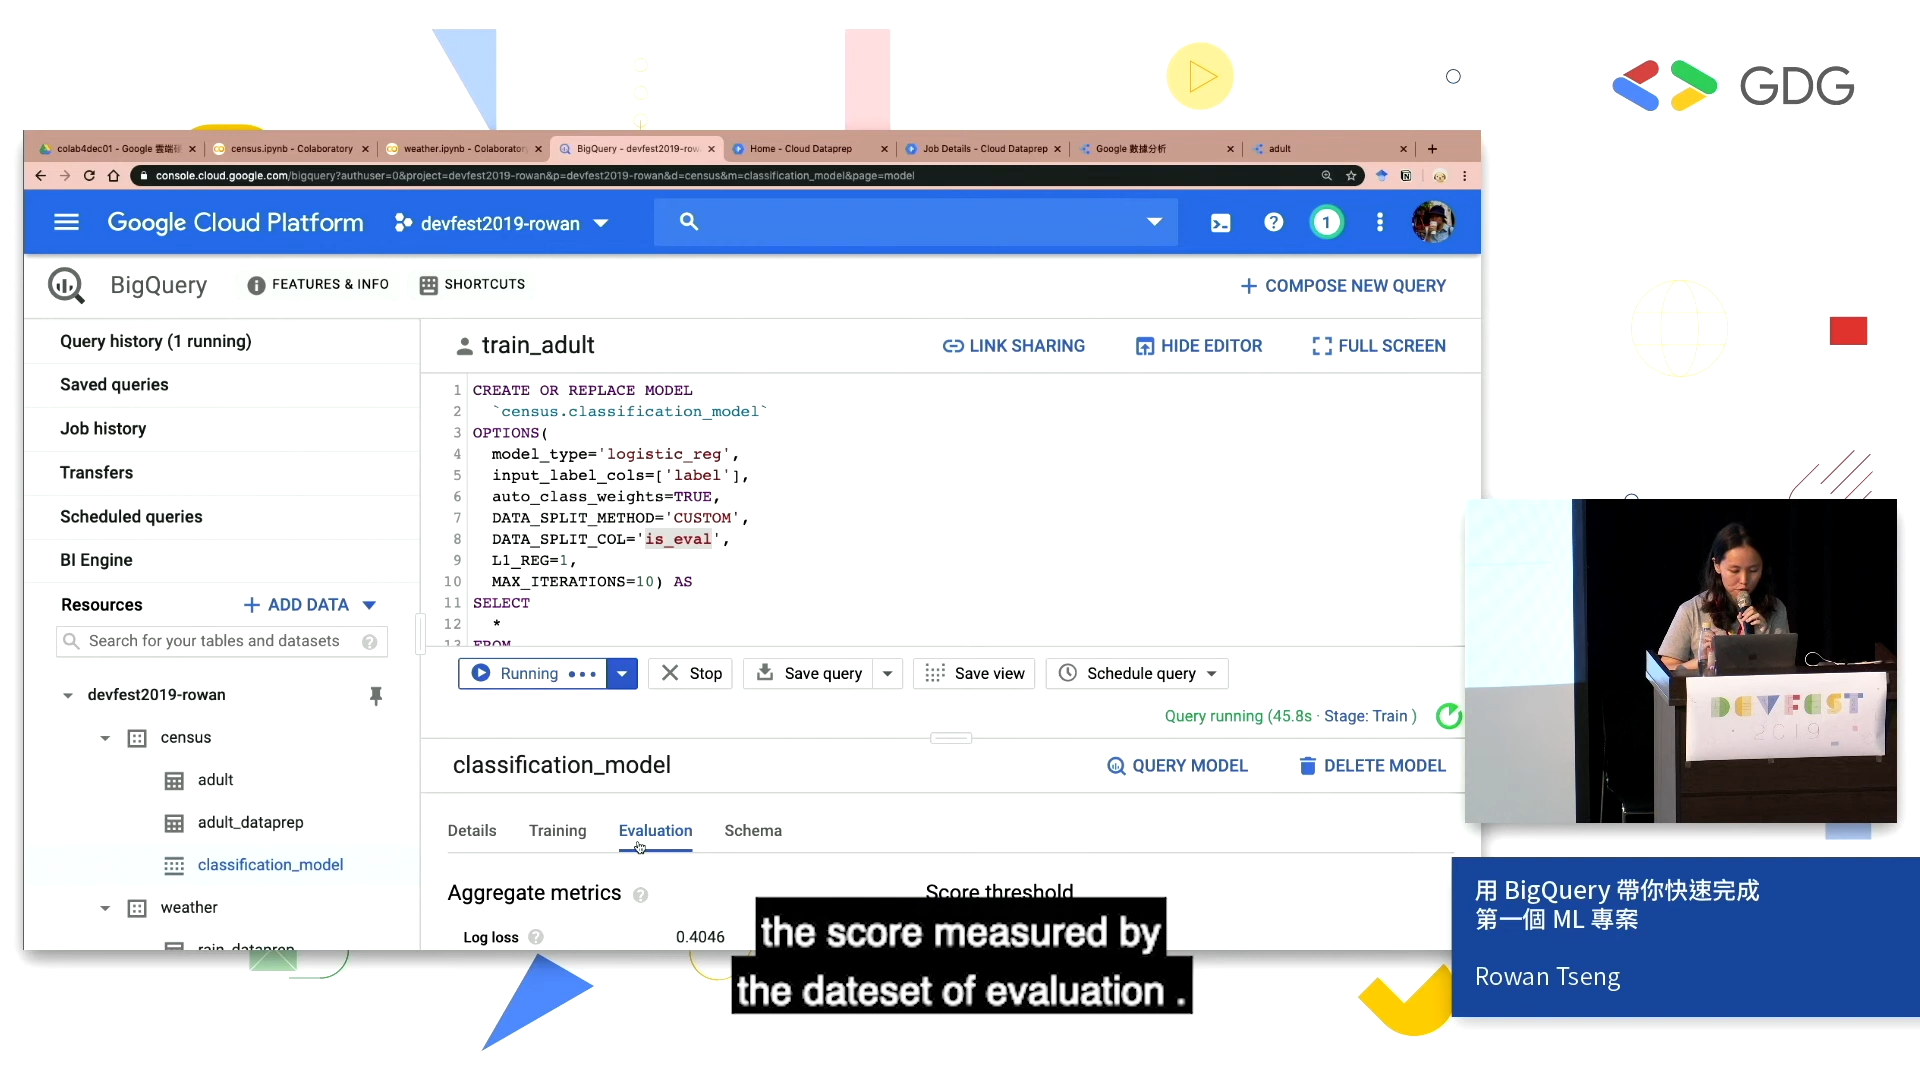 GDG
colab4dec01 - Google 雲端硬
census.ipynb - Colaboratory
weather.ipynb - Colaboratory
BigQuery - devfest2019-rowan
Home - Cloud Dataprep
Job Details - Cloud Dataprep
Google 數據分析
adult
console.cloud.google.com/bigquery?authuser=0&project=devfest2019-rowan&p=devfest2019-rowan&d=census&m=classification_model&page=model
Google Cloud Platform
devfest2019-rowan
1
BigQuery
FEATURES & INFO
SHORTCUTS
COMPOSE NEW QUERY
Query history (1 running)
Saved queries
Job history
Transfers
Scheduled queries
BI Engine
Resources
ADD DATA
Search for your tables and datasets
devfest2019-rowan
census
adult
adult_dataprep
classification_model
weather
rain_dataprep
train_adult
LINK SHARING
HIDE EDITOR
FULL SCREEN
1 CREATE OR REPLACE MODEL
2 `census.classification_model`
3 OPTIONS(
4 model_type='logistic_reg',
5 input_label_cols=['label'],
6 auto_class_weights=TRUE,
7 DATA_SPLIT_METHOD='CUSTOM',
8 DATA_SPLIT_COL='is_eval',
9 L1_REG=1,
10 MAX_ITERATIONS=10) AS
11 SELECT
12 *
13 FROM
Running
Stop
Save query
Save view
Schedule query
Query running (45.8s · Stage: Train )
classification_model
QUERY MODEL
DELETE MODEL
Details
Training
Evaluation
Schema
Aggregate metrics
Score threshold
Log loss
0.4046
the score measured by
the dateset of evaluation .
DEVFEST
2019
用 BigQuery 帶你快速完成
第一個 ML 專案
Rowan Tseng